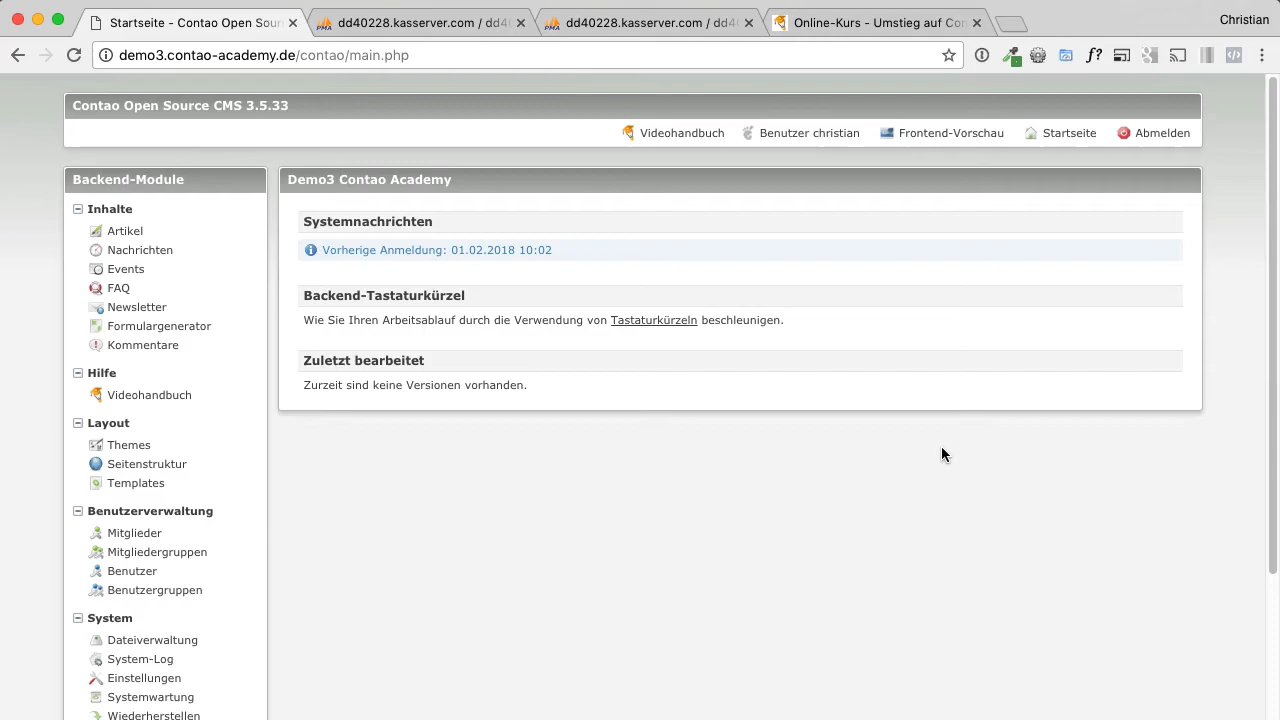 Startseite - Contao Open Sour
dd40228.kasserver.com / dd4
dd40228.kasserver.com / dd40
Online-Kurs - Umstieg auf Con
Christian
demo3.contao-academy.de/contao/main.php
Contao Open Source CMS 3.5.33
Videohandbuch
Benutzer christian
Frontend-Vorschau
Startseite
Abmelden
Backend-Module
Inhalte
Artikel
Nachrichten
Events
FAQ
Newsletter
Formulargenerator
Kommentare
Hilfe
Videohandbuch
Layout
Themes
Seitenstruktur
Templates
Benutzerverwaltung
Mitglieder
Mitgliedergruppen
Benutzer
Benutzergruppen
System
Dateiverwaltung
System-Log
Einstellungen
Systemwartung
Wiederherstellen
Demo3 Contao Academy
Systemnachrichten
Vorherige Anmeldung: 01.02.2018 10:02
Backend-Tastaturkürzel
Wie Sie Ihren Arbeitsablauf durch die Verwendung von Tastaturkürzeln beschleunigen.
Zuletzt bearbeitet
Zurzeit sind keine Versionen vorhanden.